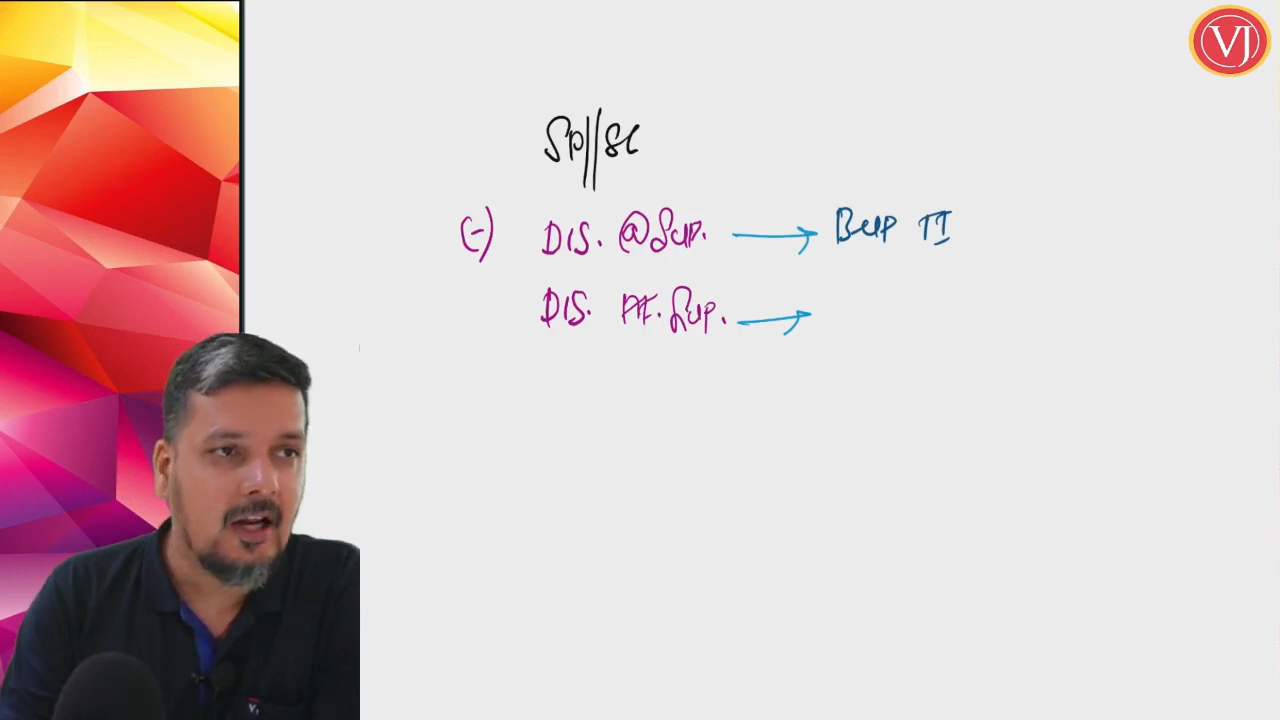 VJ
SP||SC
(-) DIS. @Sup. → Bup II
DIS. Af. Sup. →